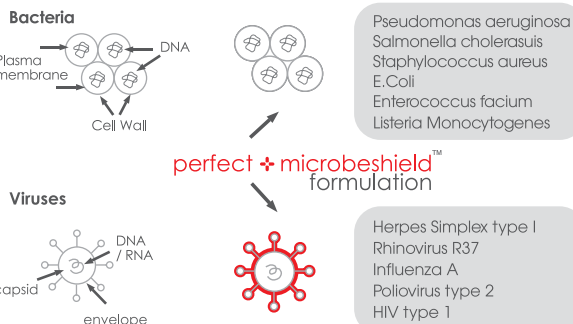 Bacteria
Plasma
membrane
DNA
Cell Wall
Pseudomonas aeruginosa
Salmonella cholerasuis
Staphylococcus aureus
E.Coli
Enterococcus facium
Listeria Monocytogenes
perfect + microbeshield™
formulation
Viruses
DNA
/ RNA
capsid
envelope
Herpes Simplex type I
Rhinovirus R37
Influenza A
Poliovirus type 2
HIV type 1